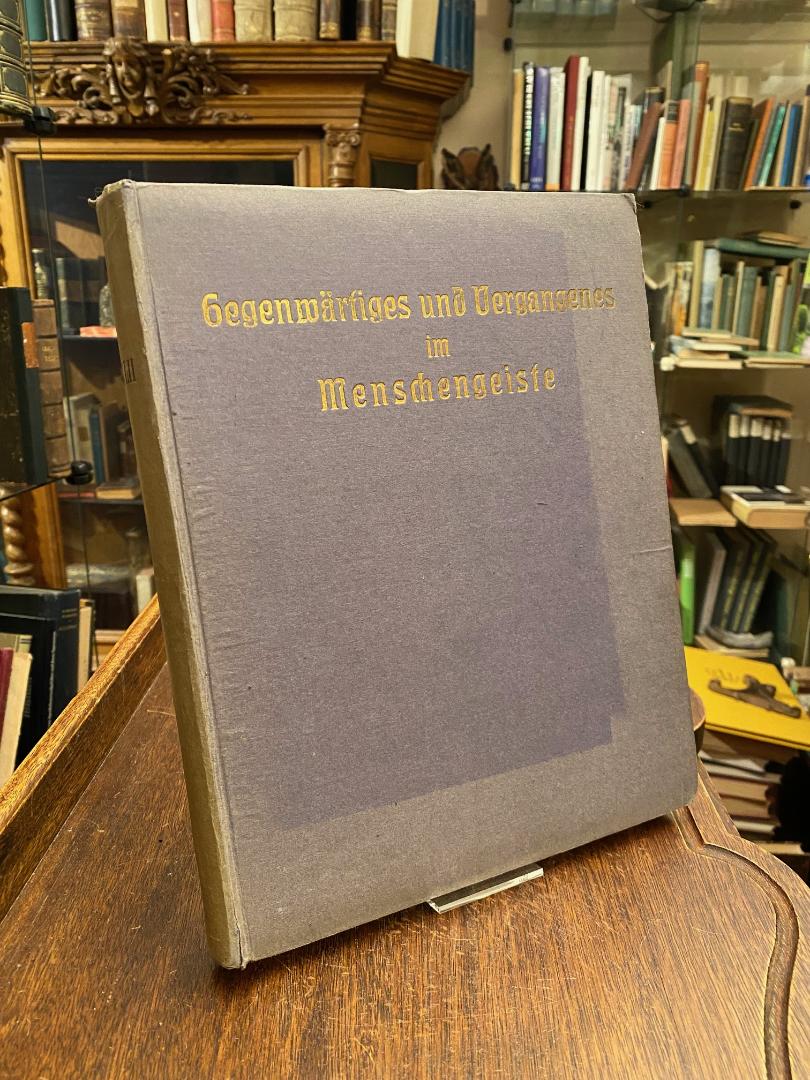 Gegenwärtiges und Vergangenes
im
Menschengeiste